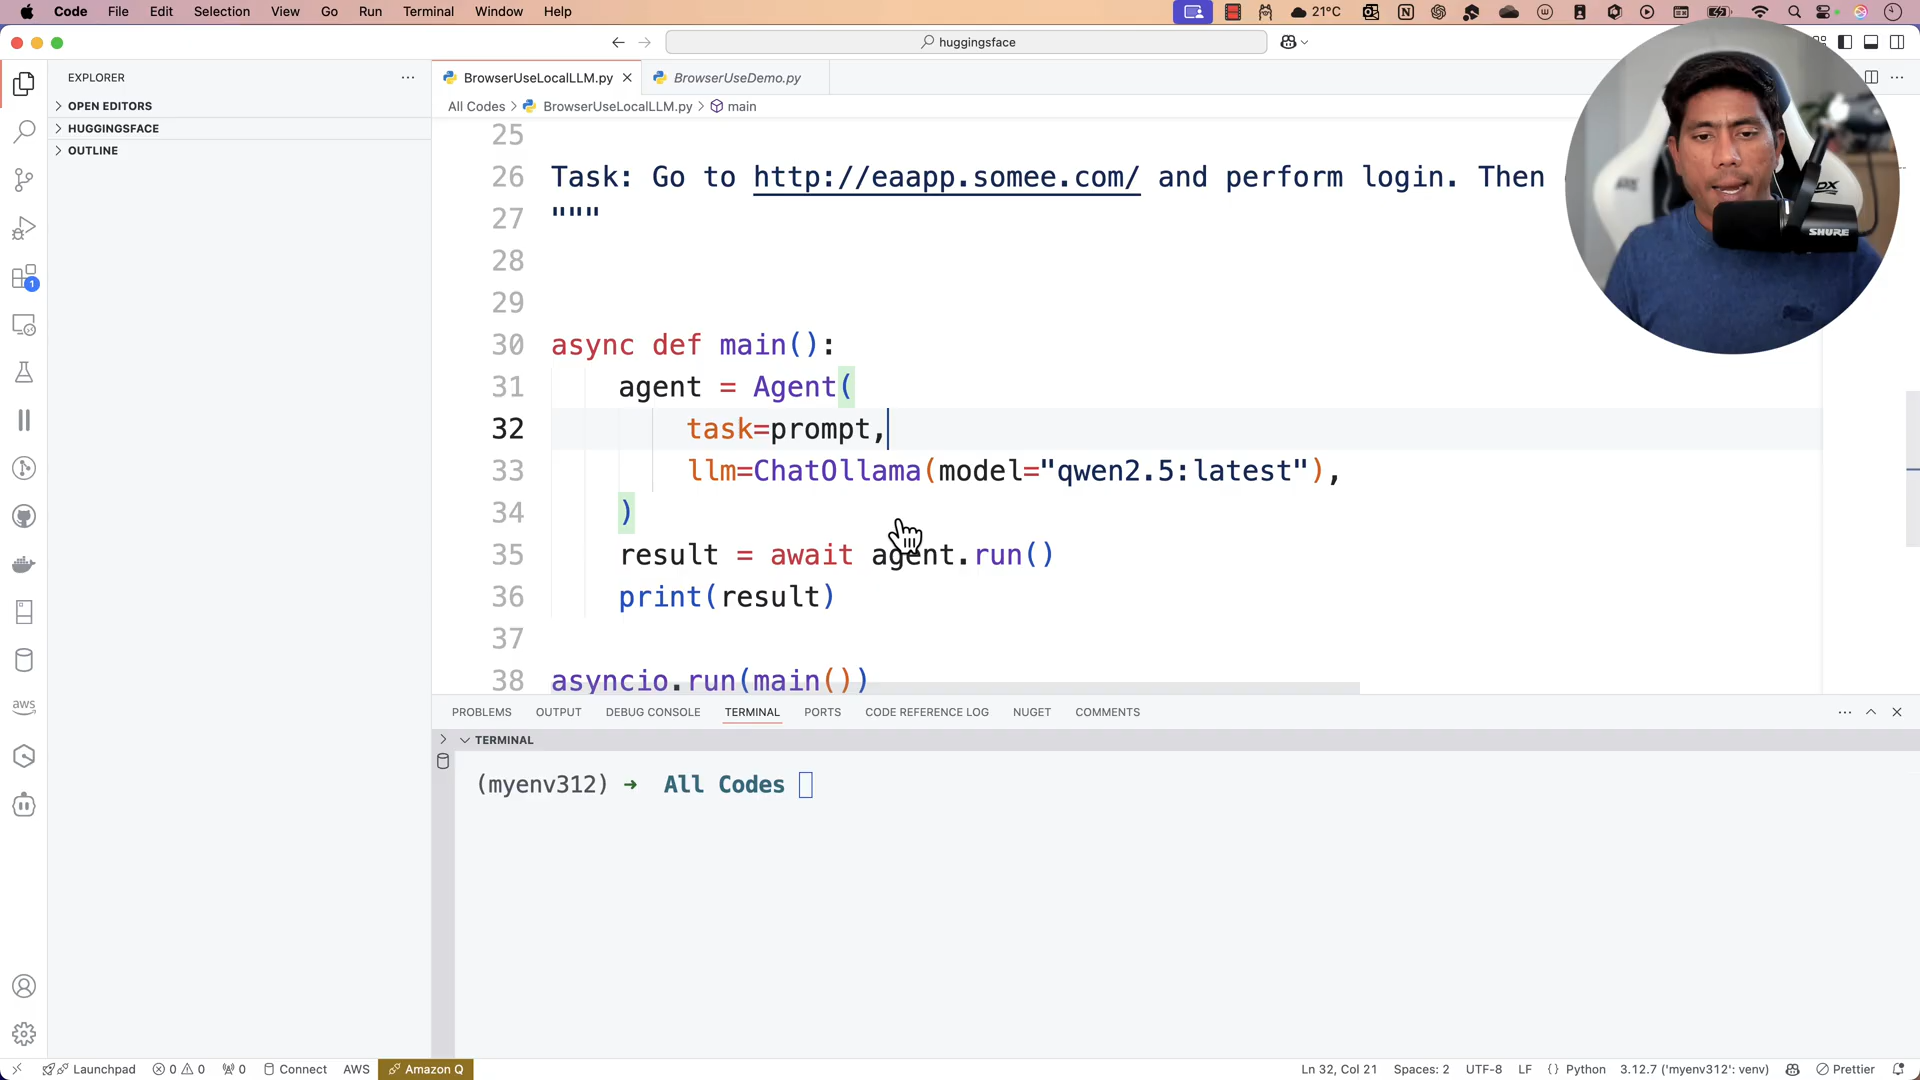 Code File Edit Selection View Go Run Terminal Window Help 21°C
huggingsface
EXPLORER
BrowserUseLocalLLM.py
BrowserUseDemo.py
OPEN EDITORS
HUGGINGSFACE
OUTLINE
All Codes > BrowserUseLocalLLM.py > main
25
26 Task: Go to http://eaapp.somee.com/ and perform login. Then
27 """
28
29
30 async def main():
31 agent = Agent(
32 task=prompt,
33 llm=ChatOllama(model="qwen2.5:latest"),
34 )
35 result = await agent.run()
36 print(result)
37
38 asyncio.run(main())
SHURE
1
aws
PROBLEMS OUTPUT DEBUG CONSOLE TERMINAL PORTS CODE REFERENCE LOG NUGET COMMENTS
TERMINAL
(myenv312) → All Codes
Launchpad 0 0 0 Connect AWS Amazon Q Ln 32, Col 21 Spaces: 2 UTF-8 LF {} Python 3.12.7 ('myenv312': venv) Prettier